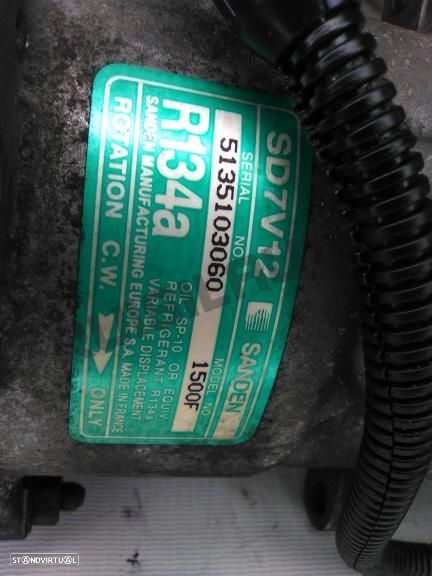 SD7V12 SANDEN
SERIAL NO. MODEL NO
5135103060 1500F
R134a
OIL : SP-10 OR EQUIV
REFRIGERANT R134a
VARIABLE DISPLACEMENT
SANDEN MANUFACTURING EUROPE S.A. MADE IN FRANCE
ROTATION C.W. ONLY
STANDVIRTUAL